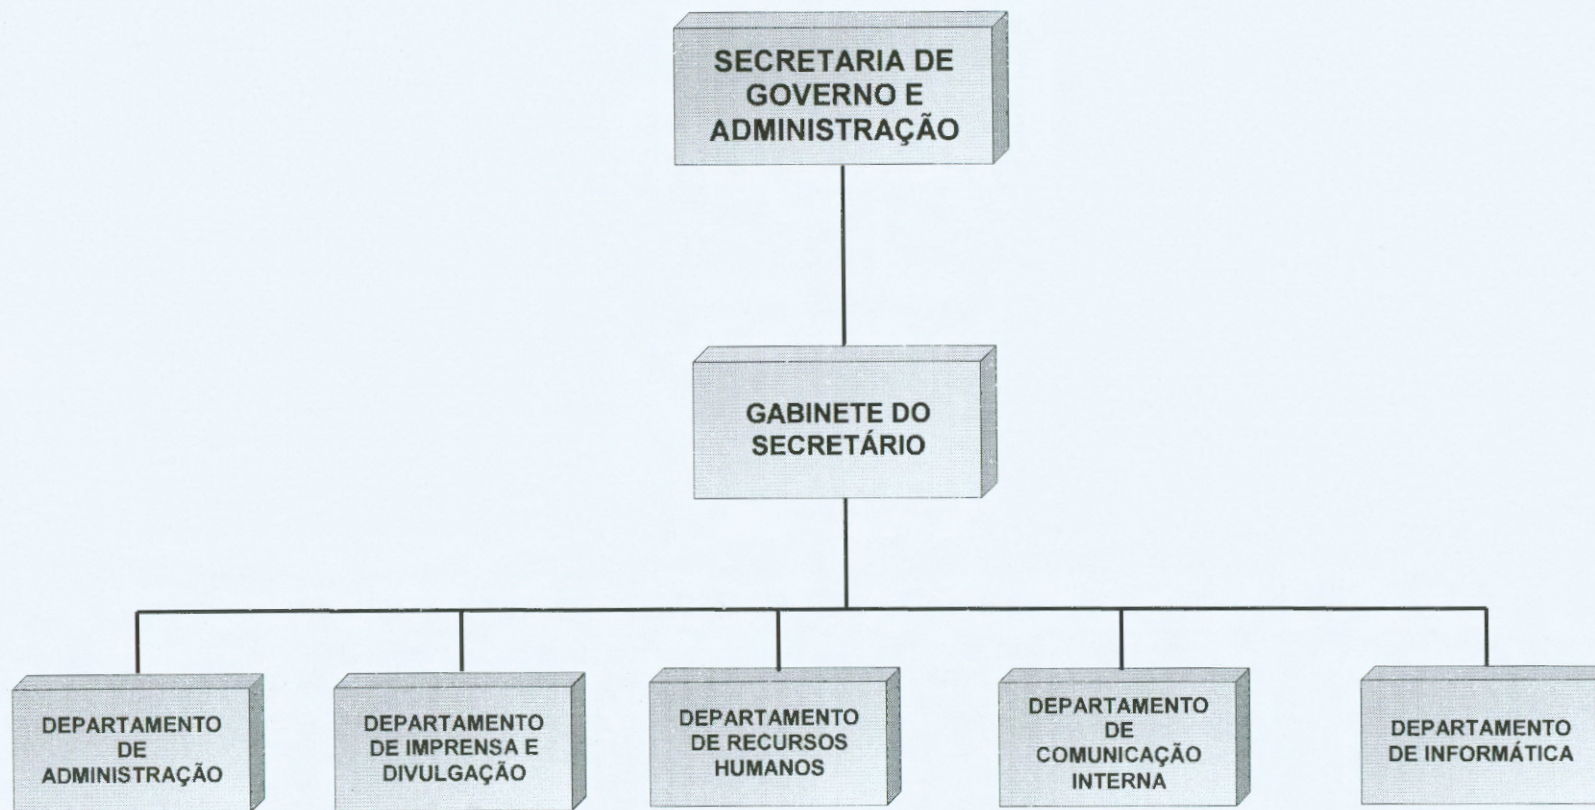 SECRETARIA DE
GOVERNO E
ADMINISTRAÇÃO
GABINETE DO
SECRETÁRIO
DEPARTAMENTO
DE
ADMINISTRAÇÃO
DEPARTAMENTO
DE IMPRENSA E
DIVULGAÇÃO
DEPARTAMENTO
DE RECURSOS
HUMANOS
DEPARTAMENTO
DE
COMUNICAÇÃO
INTERNA
DEPARTAMENTO
DE INFORMÁTICA